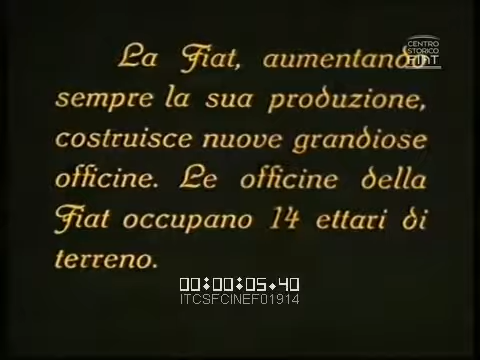 La Fiat, aumentando
CENTRO
STORICO
FIAT
sempre la sua produzione,
costruisce nuove grandiose
officine. Le officine della
Fiat occupano 14 ettari di
terreno.
00:00:05.40
ITCSFCINEF01914